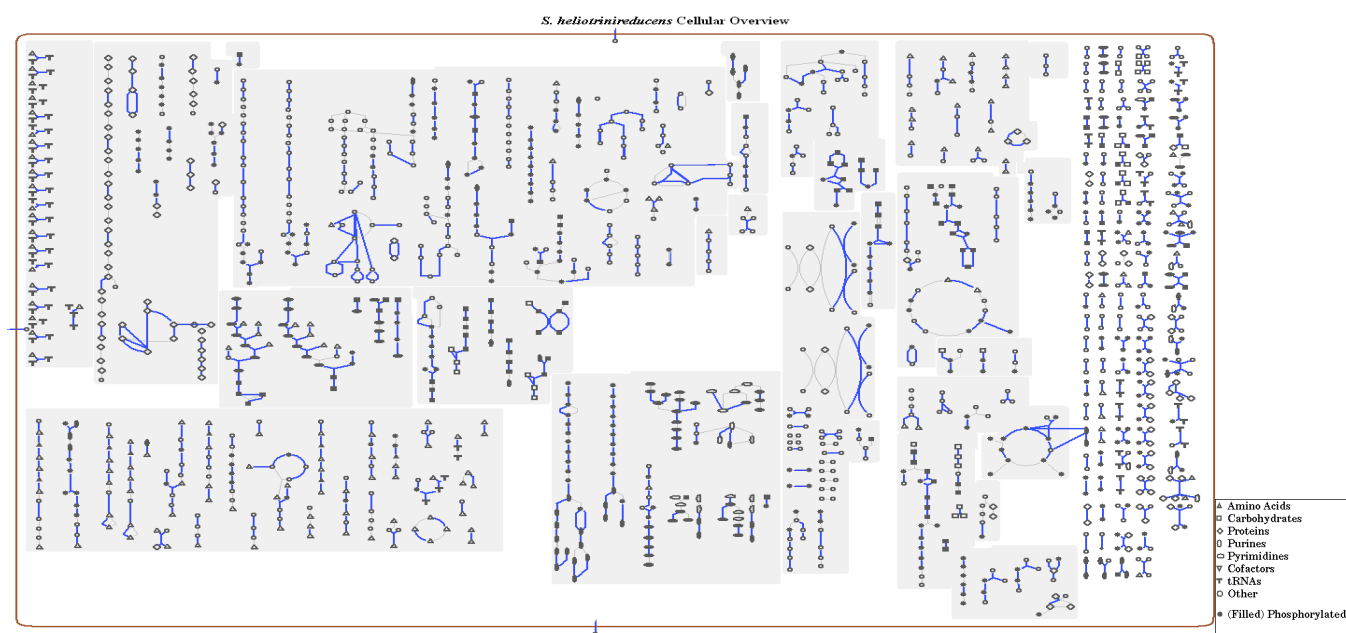 S. heliotrinireducens Cellular Overview
Amino Acids
Carbohydrates
Proteins
Purines
Pyrimidines
Cofactors
tRNAs
Other
(Filled) Phosphorylated